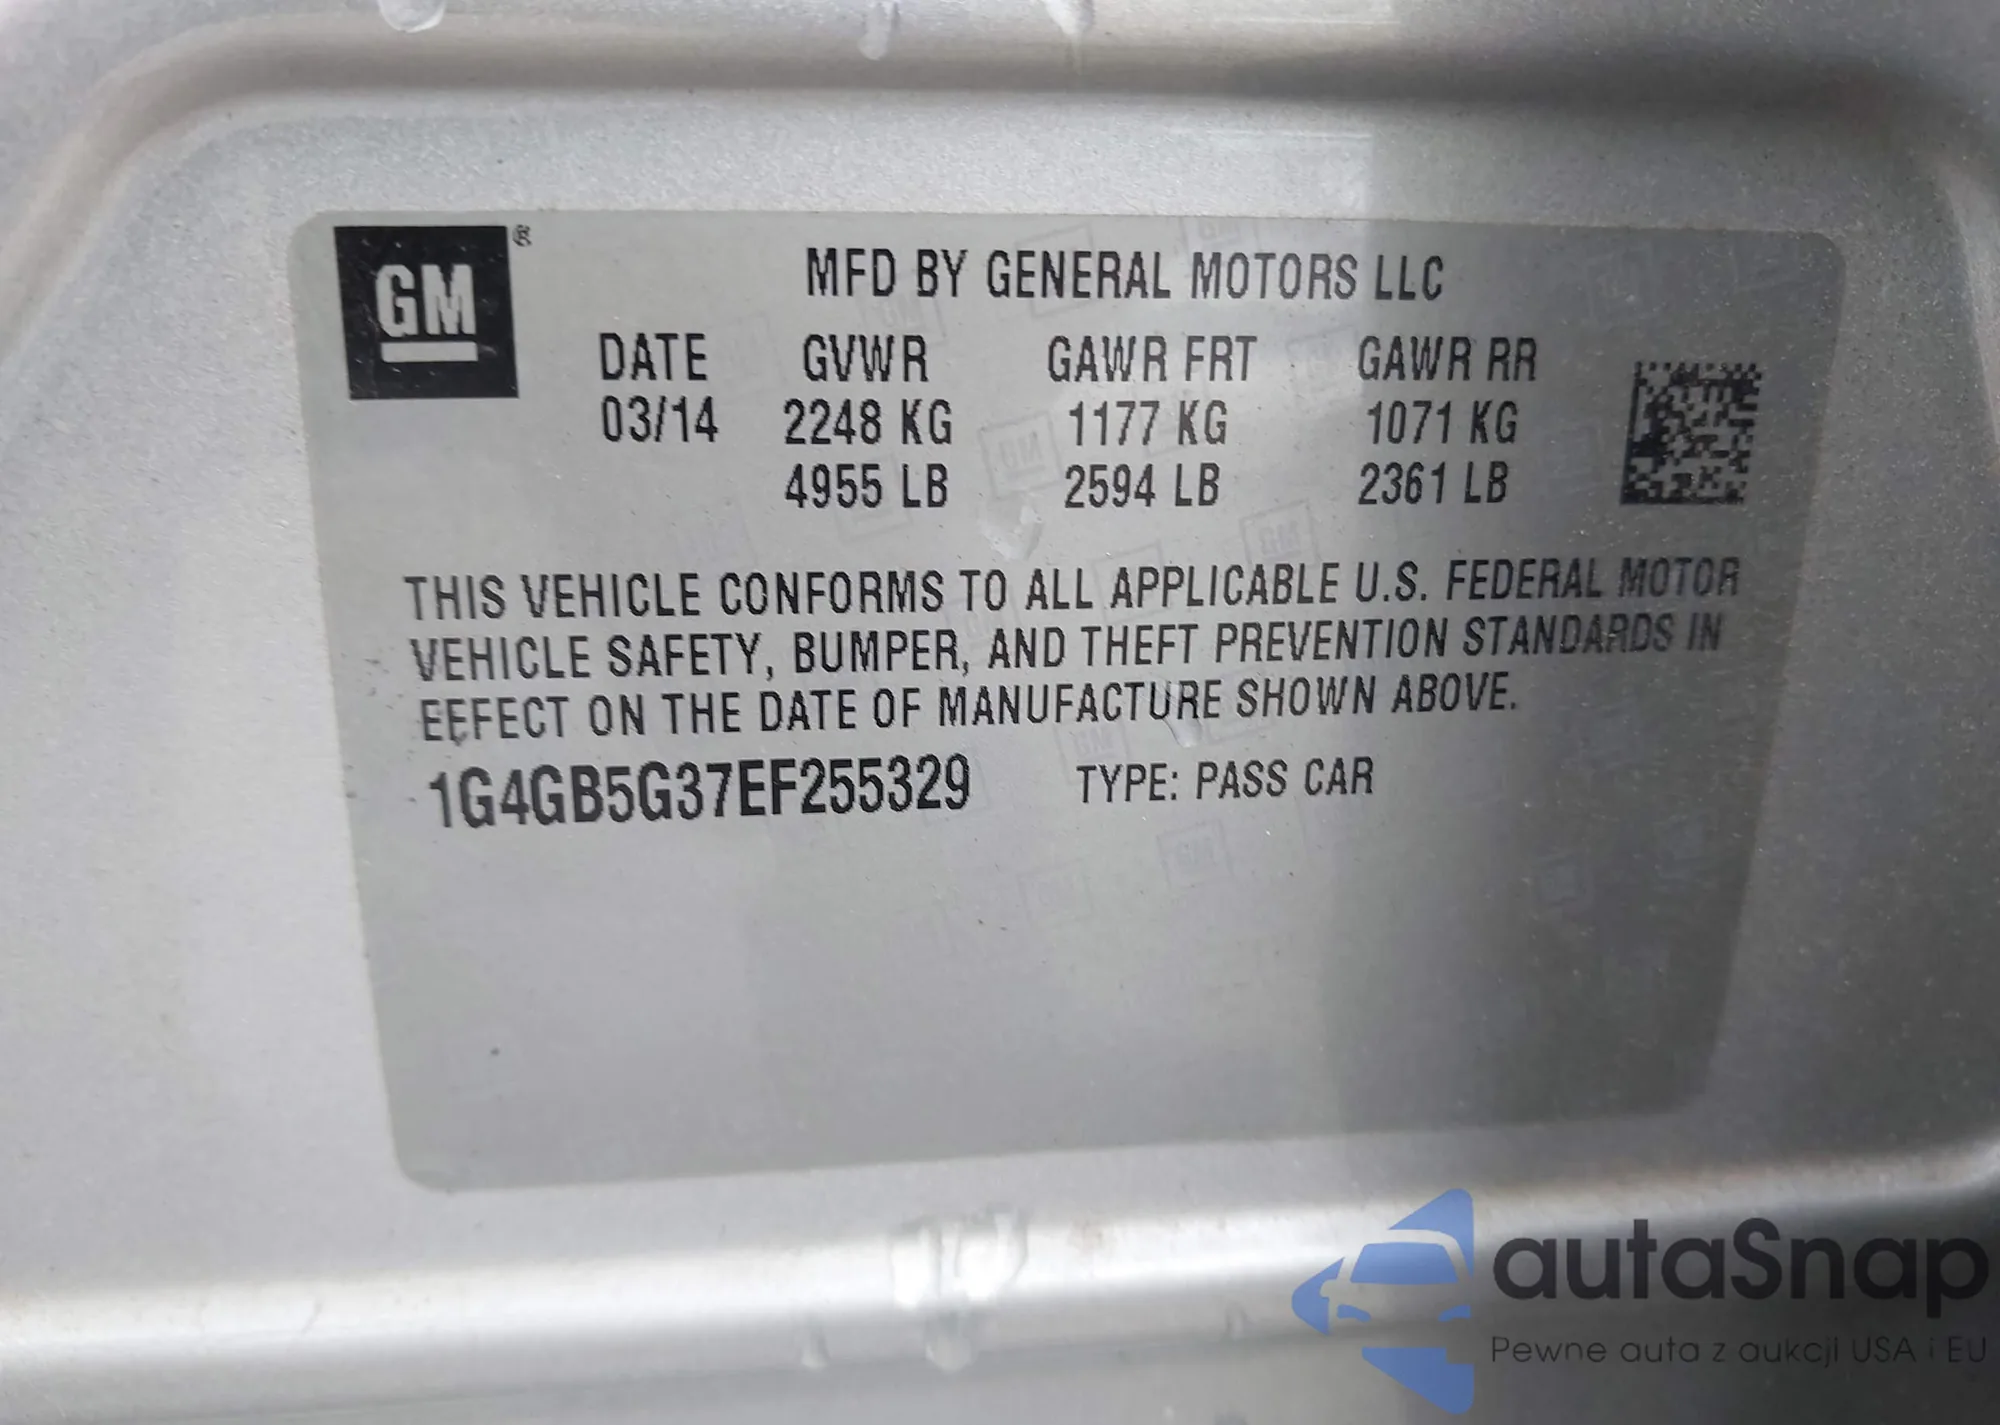 GM®
MFD BY GENERAL MOTORS LLC
DATE GVWR GAWR FRT GAWR RR
03/14 2248 KG 1177 KG 1071 KG
4955 LB 2594 LB 2361 LB
THIS VEHICLE CONFORMS TO ALL APPLICABLE U.S. FEDERAL MOTOR
VEHICLE SAFETY, BUMPER, AND THEFT PREVENTION STANDARDS IN
EFFECT ON THE DATE OF MANUFACTURE SHOWN ABOVE.
1G4GB5G37EF255329 TYPE: PASS CAR
autaSnap
Pewne auta z aukcji USA i EU